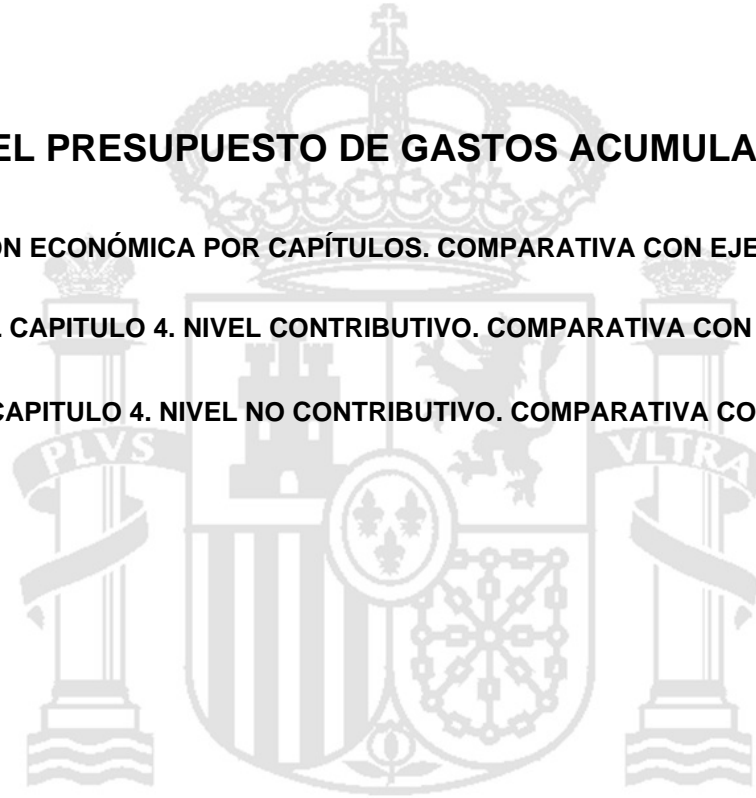 EL PRESUPUESTO DE GASTOS ACUMULA
ÓN ECONÓMICA POR CAPÍTULOS. COMPARATIVA CON EJE
CAPITULO 4. NIVEL CONTRIBUTIVO. COMPARATIVA CON
CAPITULO 4. NIVEL NO CONTRIBUTIVO. COMPARATIVA CO
PLVS VLTRA